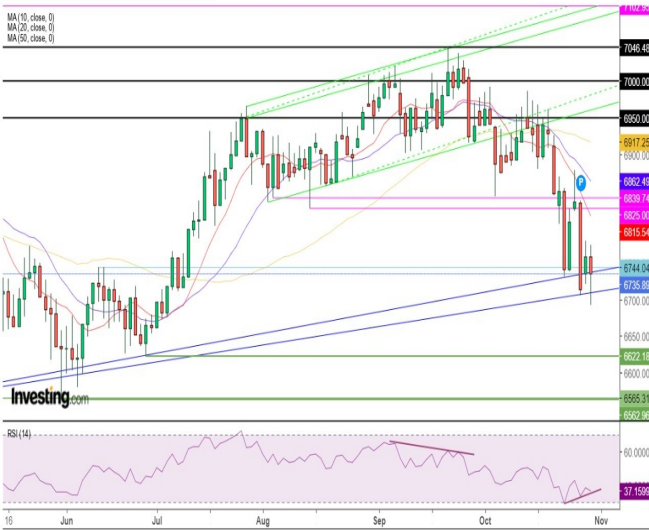 MA (10, close, 0)
MA (20, close, 0)
MA (50, close, 0)
7102.95
7046.48
7000.00
6950.00
6917.25
6900.00
6862.49
6839.74
6825.00
6815.54
6744.04
6735.89
6700.00
6650.00
6622.18
6600.00
6565.31
6562.96
P
Investing.com
RSI (14)
60.0000
37.1599
16 Jun Jul Aug Sep Oct Nov